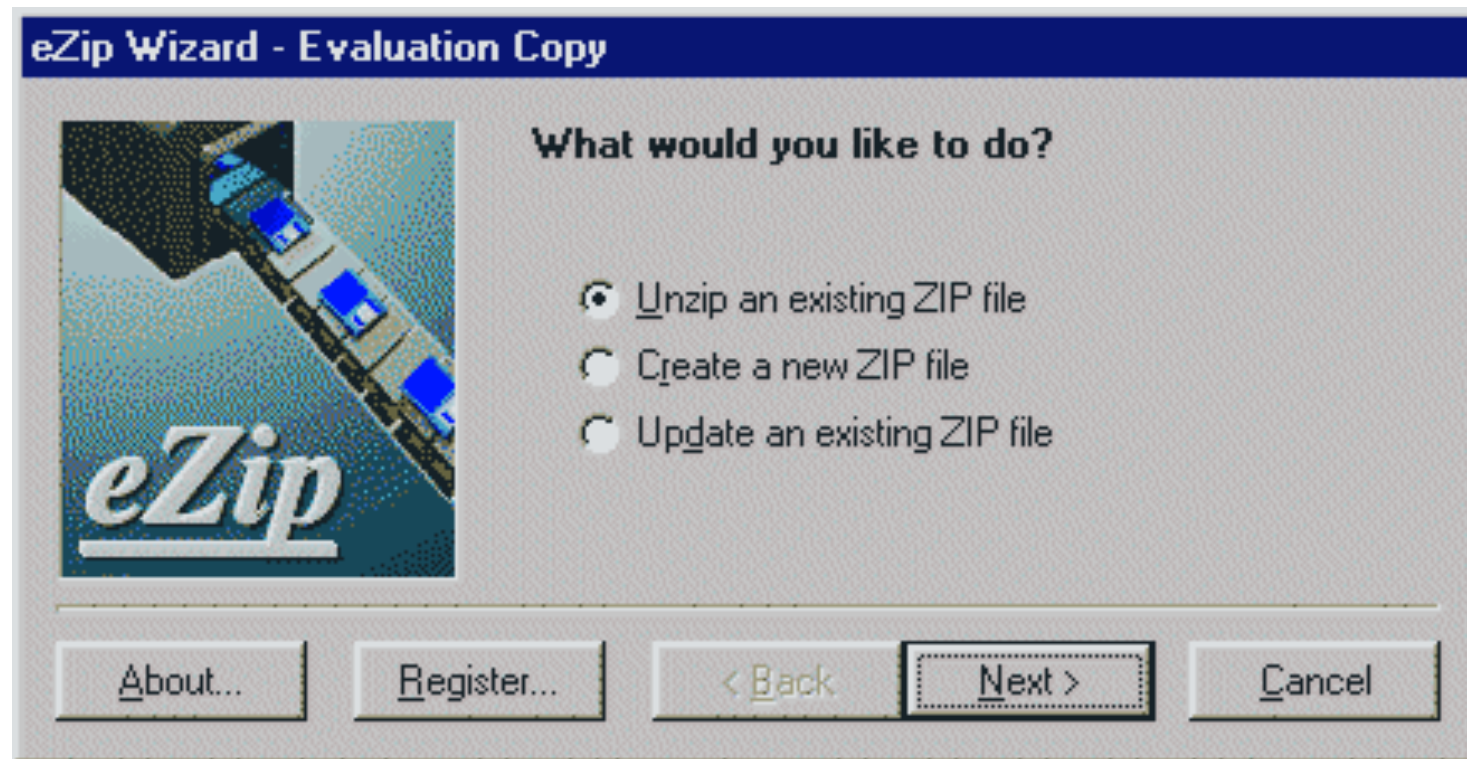 eZip Wizard - Evaluation Copy
What would you like to do?
Unzip an existing ZIP file
Create a new ZIP file
Update an existing ZIP file
eZip
About...
Register...
< Back
Next >
Cancel